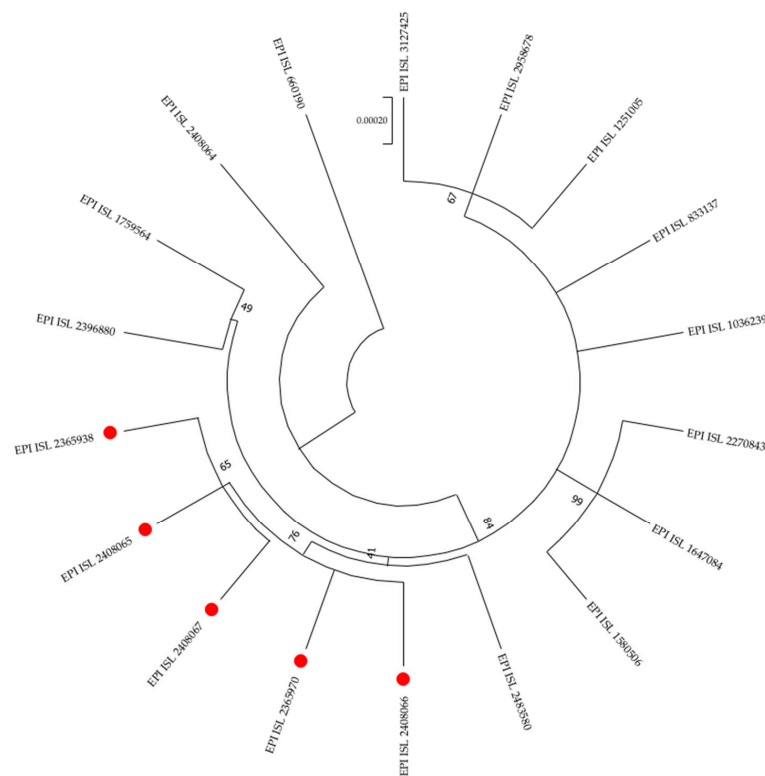 EPI ISL 3127425
EPI ISL 2958678
EPI ISL 1251005
EPI ISL 833137
EPI ISL 1036239
EPI ISL 2270843
EPI ISL 1647084
EPI ISL 1580506
EPI ISL 2483580
EPI ISL 2408066
EPI ISL 2365970
EPI ISL 2408067
EPI ISL 2408065
EPI ISL 2365938
EPI ISL 2396880
EPI ISL 1759564
EPI ISL 2408064
EPI ISL 660190
0.00020
67
99
84
41
76
65
49